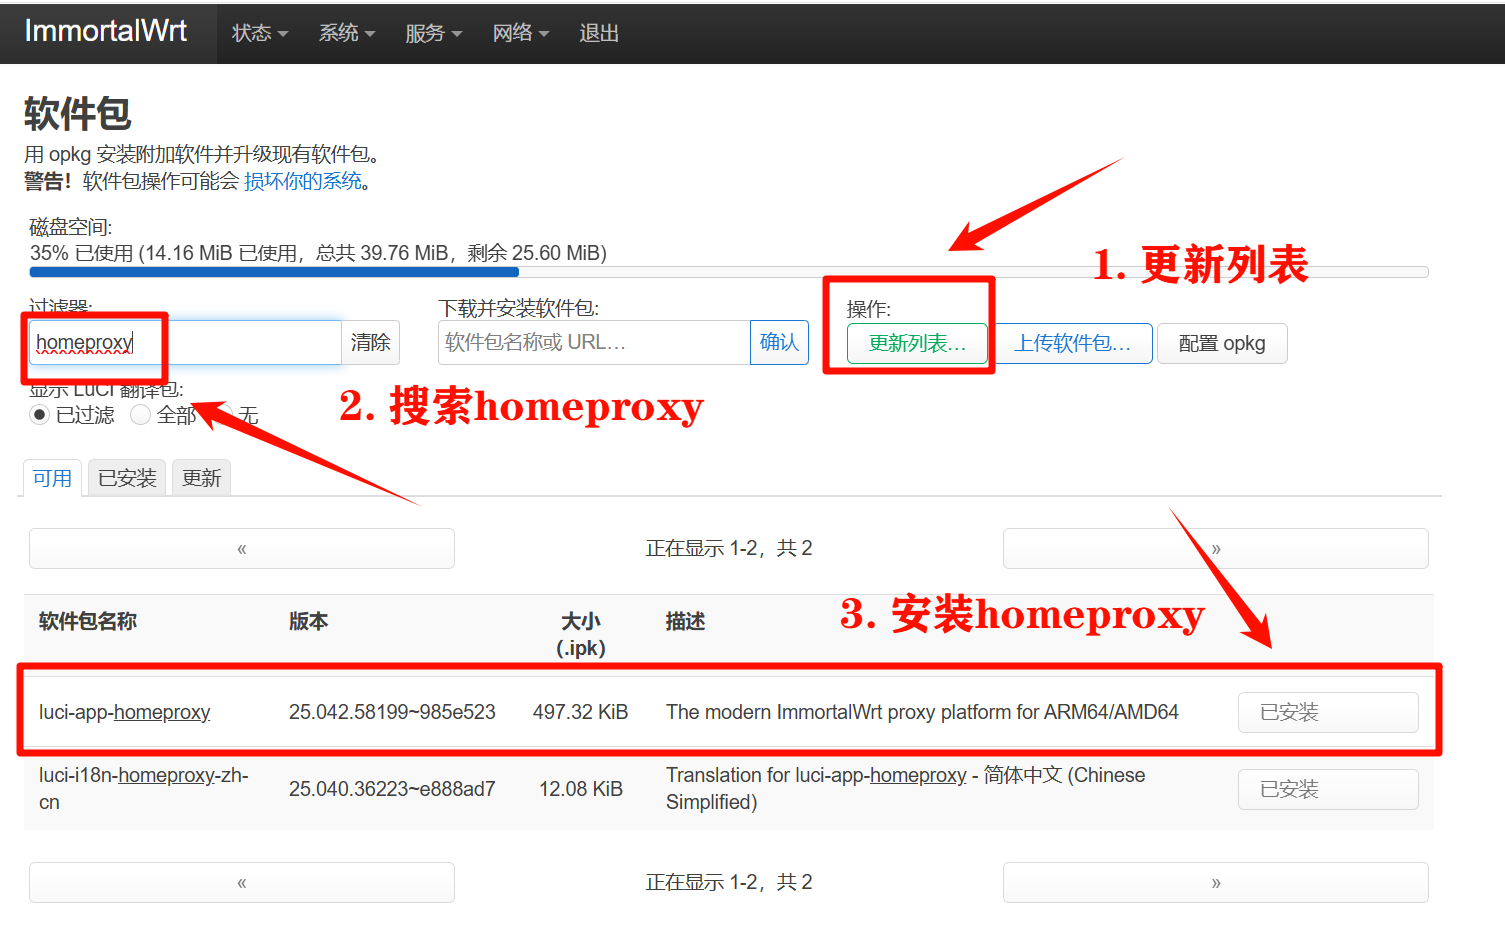 ImmortalWrt 状态 系统 服务 网络 退出
软件包
用 opkg 安装附加软件并升级现有软件包。
警告！软件包操作可能会 损坏你的系统。
磁盘空间:
35% 已使用 (14.16 MiB 已使用，总共 39.76 MiB，剩余 25.60 MiB)
1. 更新列表
过滤器: 下载并安装软件包: 操作:
homeproxy 清除 软件包名称或 URL… 确认 更新列表… 上传软件包… 配置 opkg
显示 LuCI 翻译包:
2. 搜索homeproxy
已过滤 全部 无
可用 已安装 更新
« 正在显示 1-2，共 2 »
3. 安装homeproxy
软件包名称 版本 大小 描述
(.ipk)
luci-app-homeproxy 25.042.58199~985e523 497.32 KiB The modern ImmortalWrt proxy platform for ARM64/AMD64 已安装
luci-i18n-homeproxy-zh-
cn 25.040.36223~e888ad7 12.08 KiB Translation for luci-app-homeproxy - 简体中文 (Chinese
Simplified) 已安装
« 正在显示 1-2，共 2 »